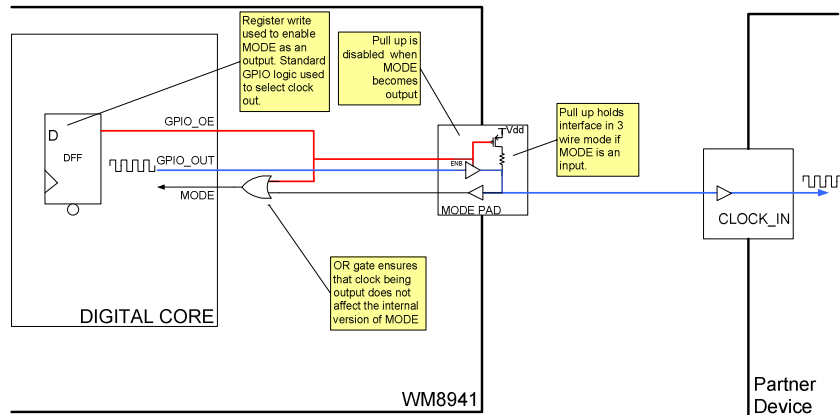 Register write
used to enable
MODE as an
output. Standard
GPIO logic used
to select clock
out.
Pull up is
disabled when
MODE
becomes
output
Vdd
Pull up holds
interface in 3
wire mode if
MODE is an
input.
D
DFF
GPIO_OE
GPIO_OUT
MODE
ENB
MODE PAD
CLOCK_IN
OR gate ensures
that clock being
output does not
affect the internal
version of MODE
DIGITAL CORE
WM8941
Partner
Device